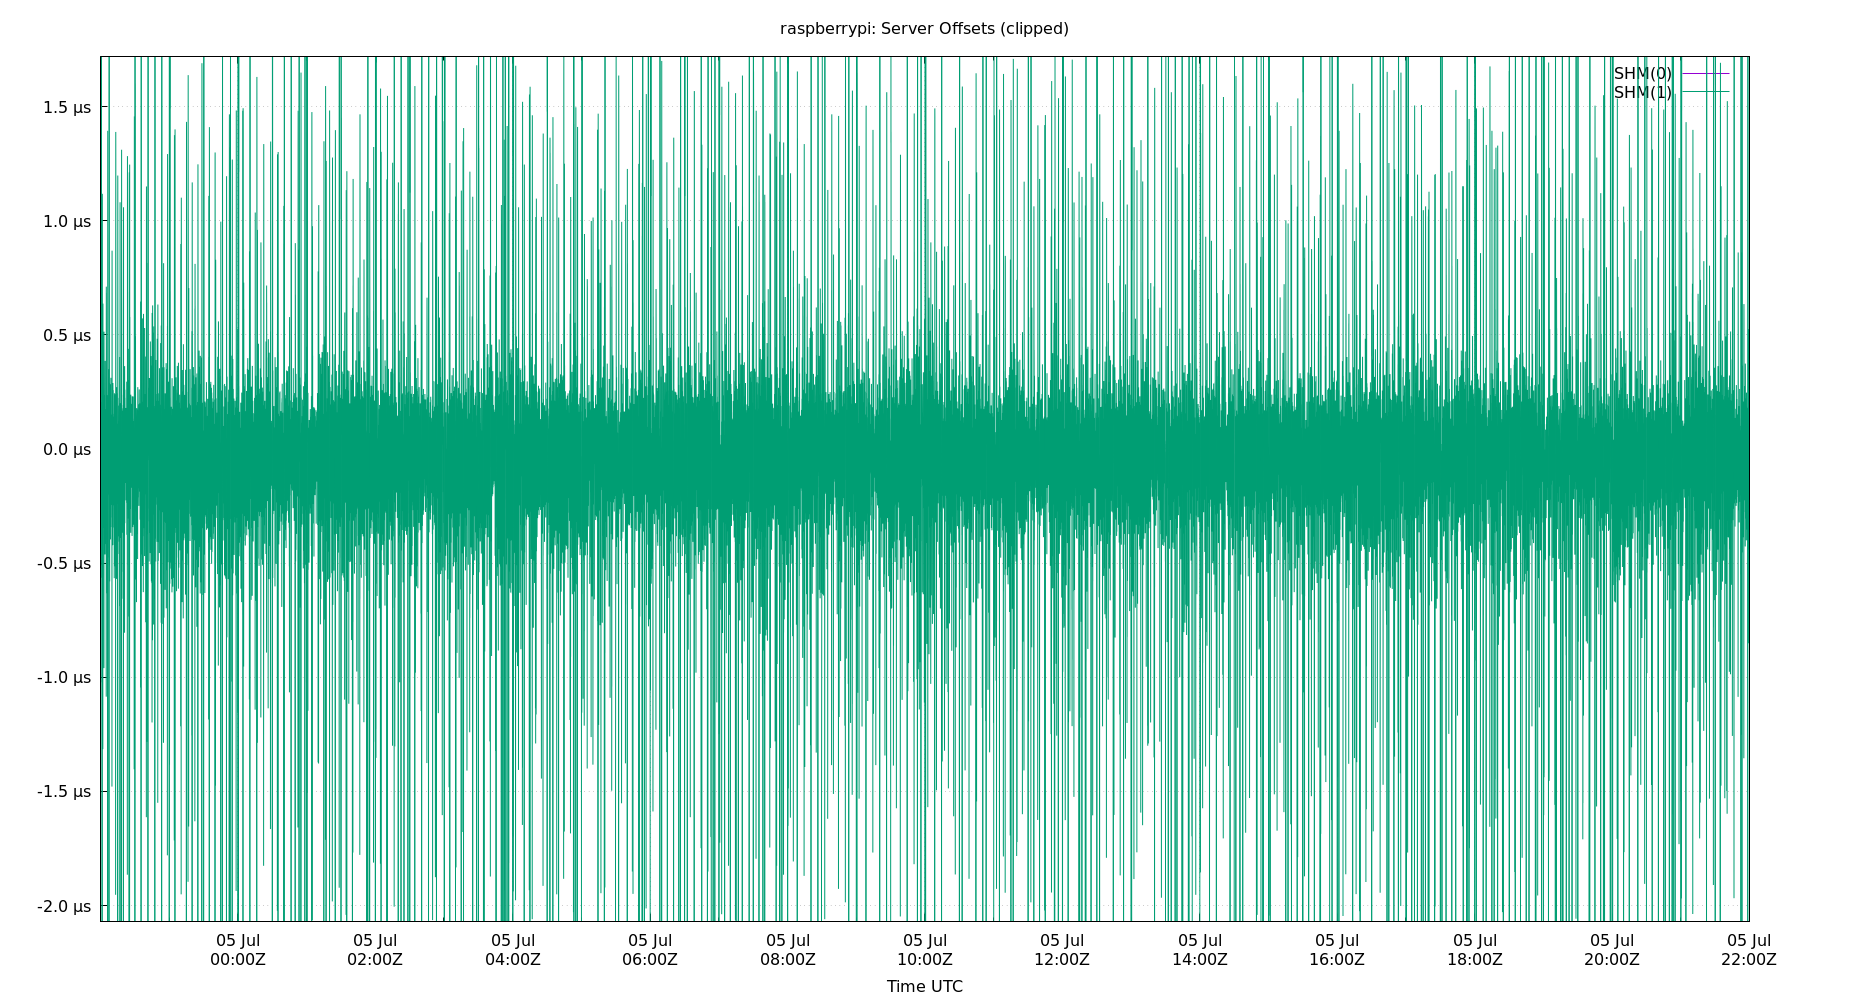 raspberrypi: Server Offsets (clipped)
SHM(0)
SHM(1)
1.5 µs
1.0 µs
0.5 µs
0.0 µs
-0.5 µs
-1.0 µs
-1.5 µs
-2.0 µs
05 Jul 05 Jul 05 Jul 05 Jul 05 Jul 05 Jul 05 Jul 05 Jul 05 Jul 05 Jul 05 Jul 05 Jul
00:00Z 02:00Z 04:00Z 06:00Z 08:00Z 10:00Z 12:00Z 14:00Z 16:00Z 18:00Z 20:00Z 22:00Z
Time UTC